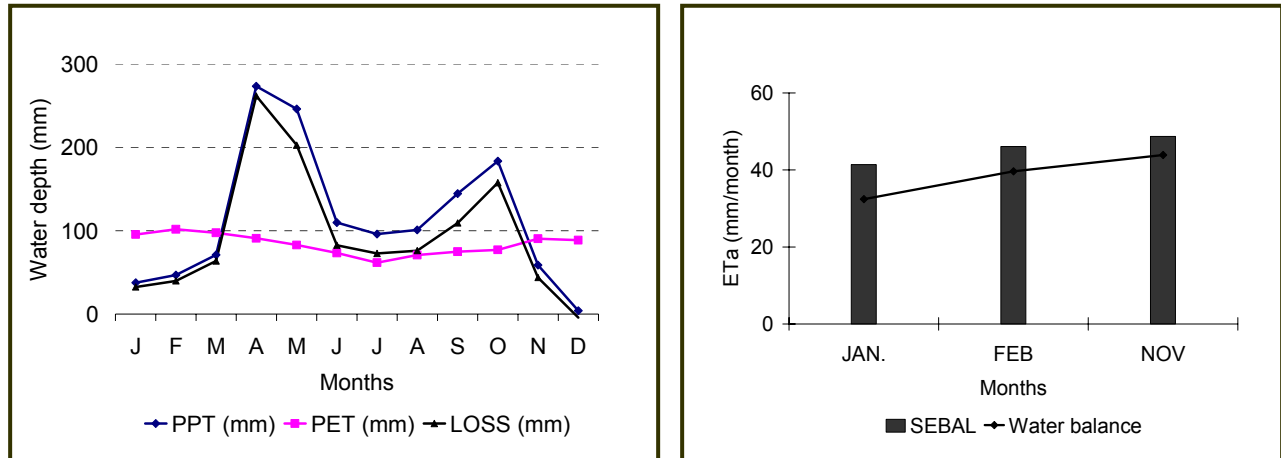 300
200
100
0
Water depth (mm)
J F M A M J J A S O N D
Months
PPT (mm) PET (mm) LOSS (mm)
60
40
20
0
ETa (mm/month)
JAN. FEB NOV
Months
SEBAL Water balance